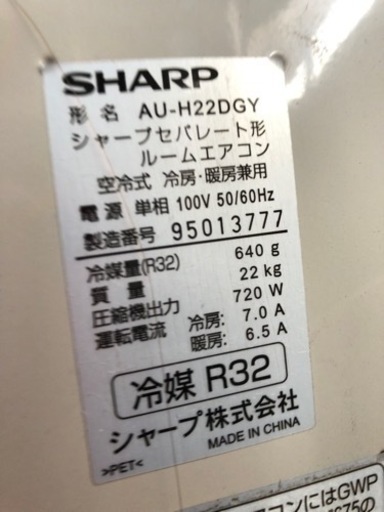 SHARP
形名 AU-H22DGY
シャープセパレート形
ルームエアコン
空冷式 冷房・暖房兼用
電源 単相 100V 50/60Hz
製造番号 95013777
冷媒量(R32) 640 g
質量 22 kg
圧縮機出力 720 W
運転電流 冷房: 7.0 A
暖房: 6.5 A
冷媒 R32
シャープ株式会社
MADE IN CHINA
>PET<
コンにはGWP
675の